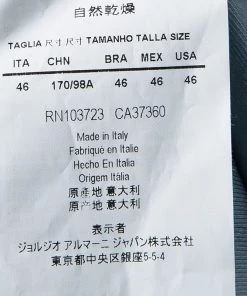 自然乾燥
TAGLIA 尺寸 尺寸 TAMANHO TALLA SIZE
ITA CHN BRA MEX USA
46 170/98A 46 46 46
RN103723 CA37360
Made in Italy
Fabriqué en Italie
Hecho En Italia
Origem Itália
原産地 意大利
原產地 意大利
表示者
ジョルジオ アルマーニ ジャパン株式会社
東京都中央区銀座5-5-4